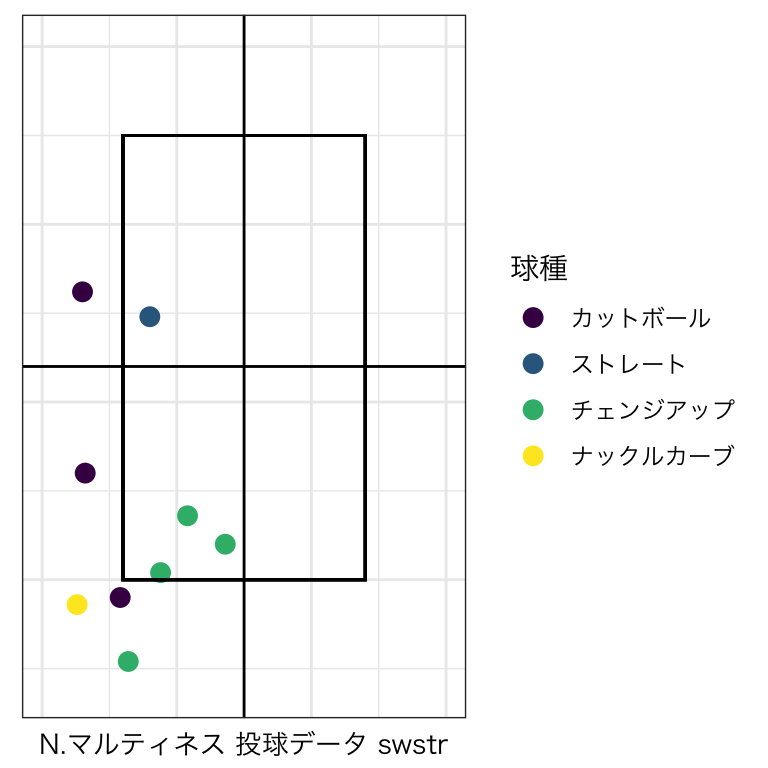 球種
カットボール
ストレート
チェンジアップ
ナックルカーブ
N.マルティネス 投球データ swstr